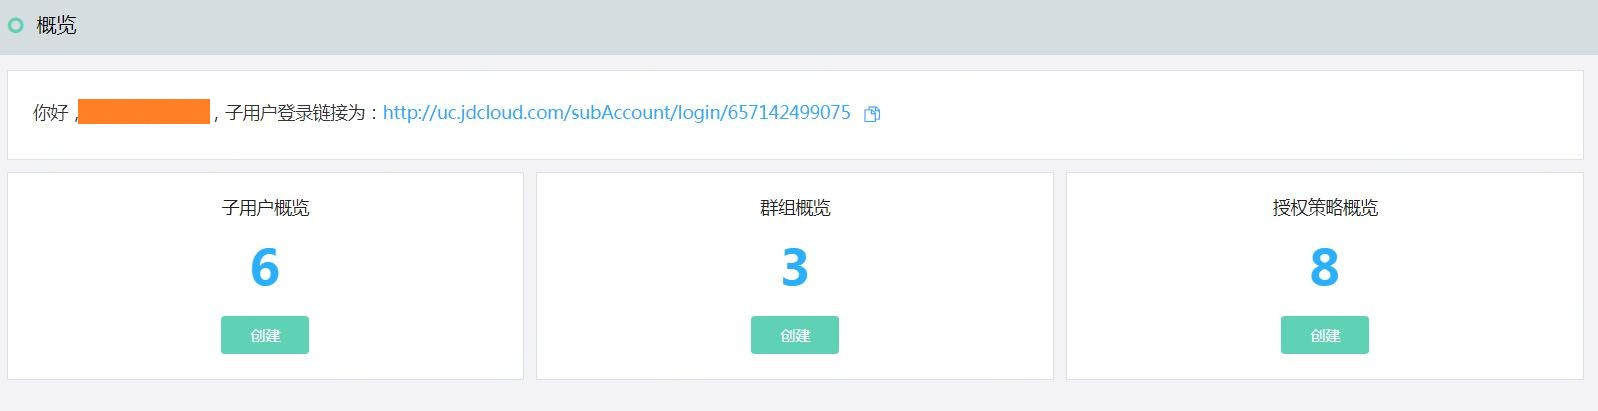 概览
你好，，子用户登录链接为：http://uc.jdcloud.com/subAccount/login/657142499075
子用户概览
6
创建
群组概览
3
创建
授权策略概览
8
创建